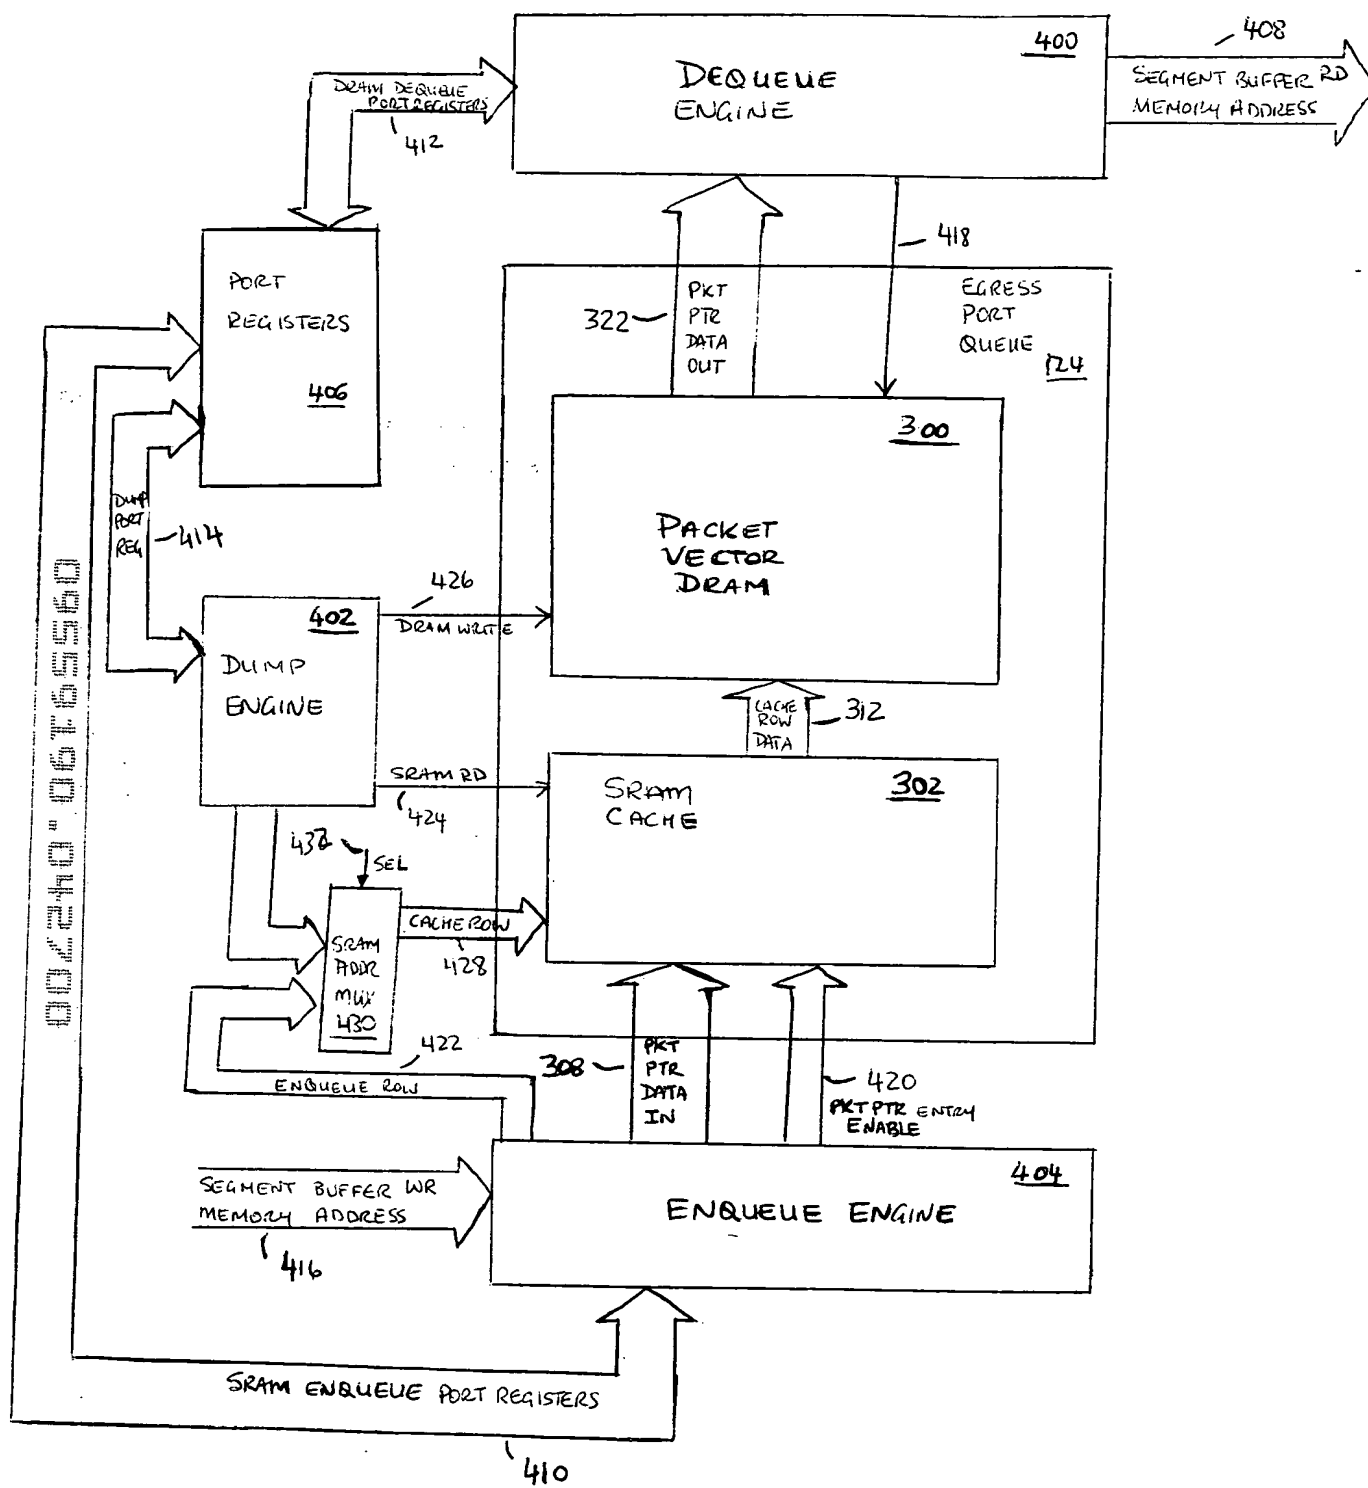 408
400
DEQUEUE
ENGINE
SEGMENT BUFFER RD
MEMORY ADDRESS
DRAM DEQUEUE
PORT REGISTERS
412
418
PORT
REGISTERS
406
322
PKT
PTR
DATA
OUT
EGRESS
PORT
QUEUE
124
300
PACKET
VECTOR
DRAM
DUMP
PORT
REG
414
426
DRAM WRITE
402
DUMP
ENGINE
CACHE
ROW
DATA
312
SRAM RD
424
SRAM
CACHE
302
432
SEL
SRAM
ADDR
MUX
430
CACHE ROW
428
422
ENQUEUE ROW
308
PKT
PTR
DATA
IN
420
PKT PTR ENTRY
ENABLE
SEGMENT BUFFER WR
MEMORY ADDRESS
416
404
ENQUEUE ENGINE
SRAM ENQUEUE PORT REGISTERS
410
09559190.042700